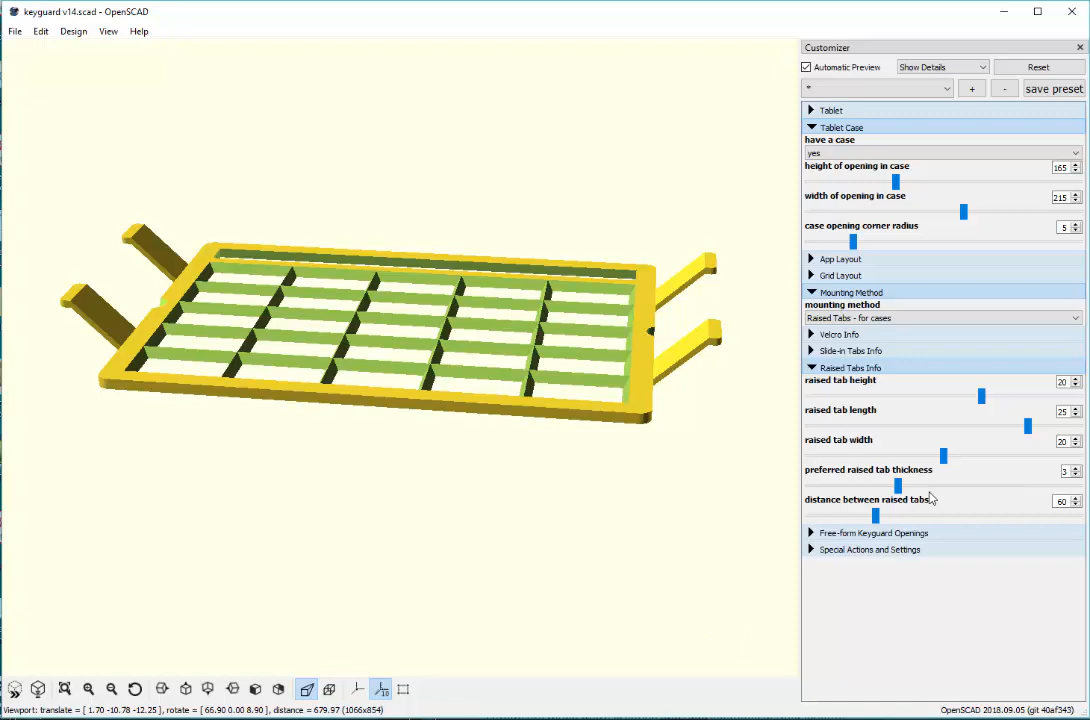 keyguard v14.scad - OpenSCAD
File Edit Design View Help
Customizer
Automatic Preview Show Details Reset
* + - save preset
Tablet
Tablet Case
have a case
yes
height of opening in case
165
width of opening in case
215
case opening corner radius
5
App Layout
Grid Layout
Mounting Method
mounting method
Raised Tabs - for cases
Velcro Info
Slide-in Tabs Info
Raised Tabs Info
raised tab height
20
raised tab length
25
raised tab width
20
preferred raised tab thickness
3
distance between raised tabs
60
Free-form Keyguard Openings
Special Actions and Settings
10
Viewport: translate = [ 1.70 -10.78 -12.25 ], rotate = [ 66.90 0.00 8.90 ], distance = 679.97 (1066x854)
OpenSCAD 2018.09.05 (git 40af343)